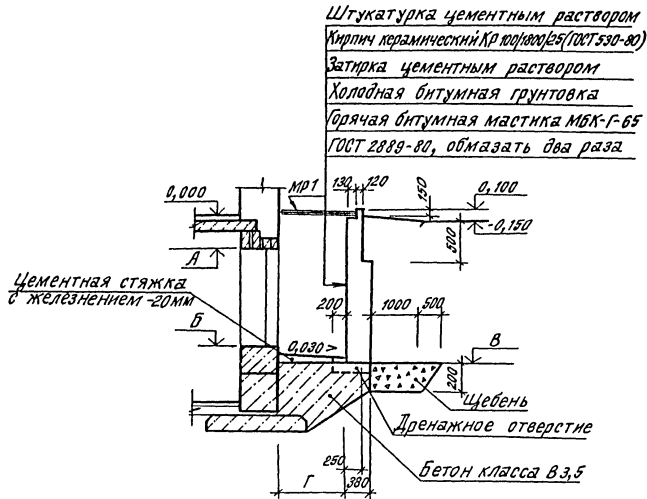 Штукатурка цементным раствором
Кирпич керамический Кр 100/1800/25 (ГОСТ 530-80)
Затирка цементным раствором
Холодная битумная грунтовка
Горячая битумная мастика МБК-Г-65
ГОСТ 2889-80, обмазать два раза
130 120
150
0,000
МР1
0,100
-0,150
500
А
Цементная стяжка
с железнением -20мм
200 1000 500
Б
0,030 >
В
200
Щебень
Дренажное отверстие
250
Г 380
Бетон класса В 3,5